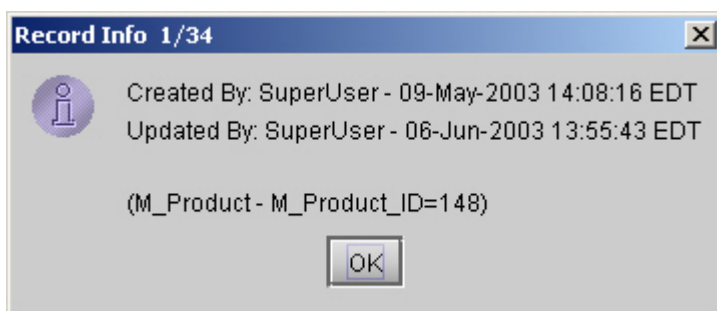 Record Info 1/34
Created By: SuperUser - 09-May-2003 14:08:16 EDT
Updated By: SuperUser - 06-Jun-2003 13:55:43 EDT
(M_Product - M_Product_ID=148)
OK